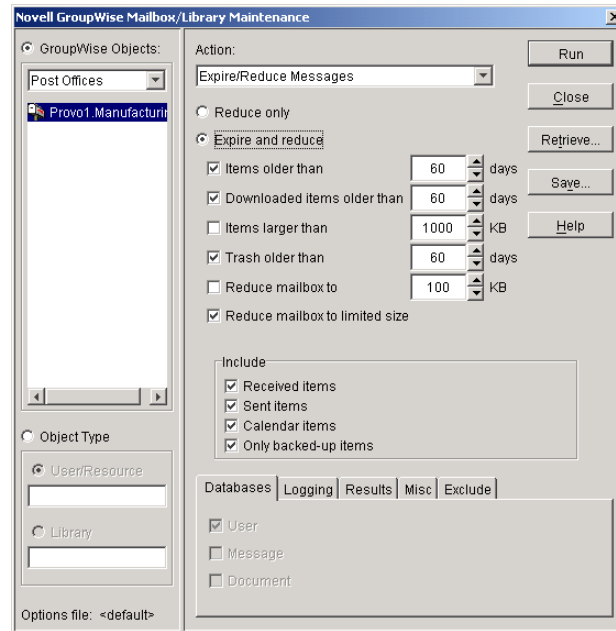 Novell GroupWise Mailbox/Library Maintenance
GroupWise Objects:
Post Offices
Provo1.Manufacturin
Object Type
User/Resource
Library
Options file: <default>
Action:
Expire/Reduce Messages
Reduce only
Expire and reduce
Items older than 60 days
Downloaded items older than 60 days
Items larger than 1000 KB
Trash older than 60 days
Reduce mailbox to 100 KB
Reduce mailbox to limited size
Include
Received items
Sent items
Calendar items
Only backed-up items
Databases Logging Results Misc Exclude
User
Message
Document
Run
Close
Retrieve...
Save...
Help